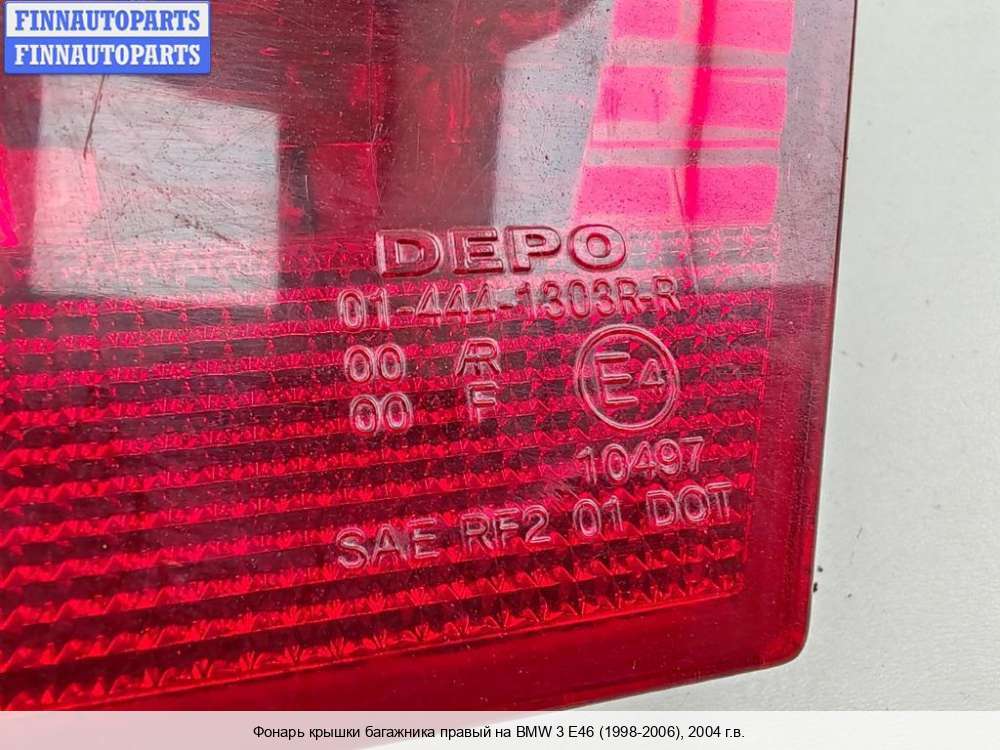 FINNAUTOPARTS
FINNAUTOPARTS
DEPO
01-444-1303R-R
00 AR
00 F
E4
10497
SAE RF2 01 DOT
Фонарь крышки багажника правый на BMW 3 E46 (1998-2006), 2004 г.в.